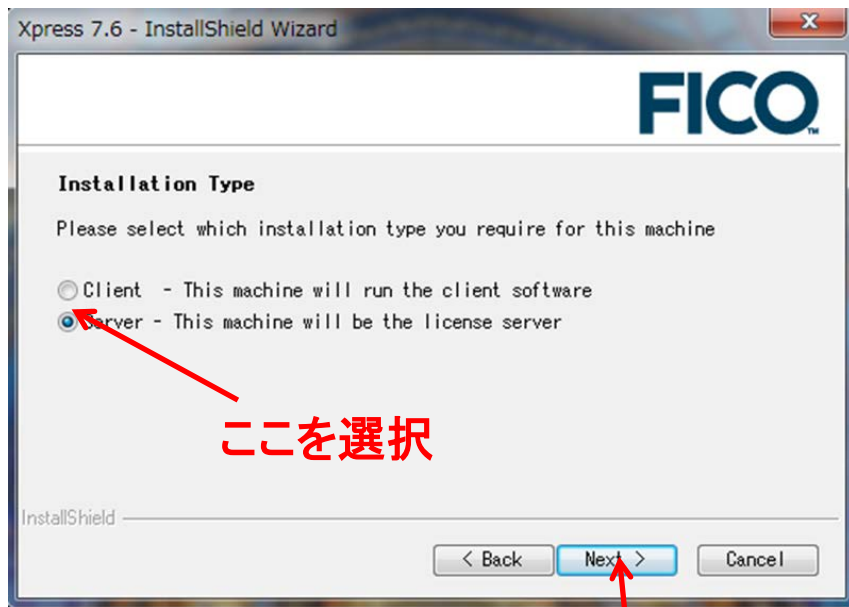 Xpress 7.6 - InstallShield Wizard
FICO™
Installation Type
Please select which installation type you require for this machine
Client - This machine will run the client software
Server - This machine will be the license server
ここを選択
InstallShield
< Back
Next >
Cancel